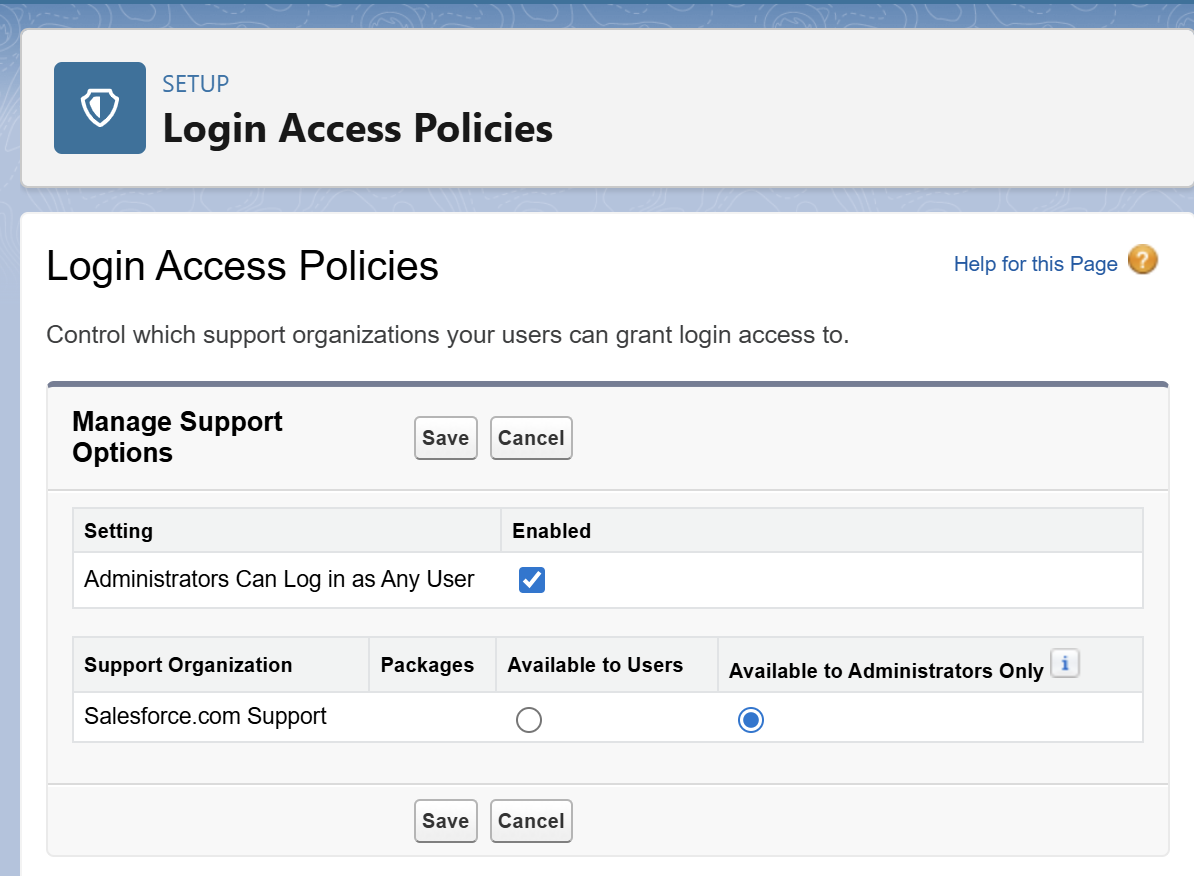 SETUP
Login Access Policies
Login Access Policies
Help for this Page ?
Control which support organizations your users can grant login access to.
Manage Support
Options
Save Cancel
Setting Enabled
Administrators Can Log in as Any User
Support Organization Packages Available to Users Available to Administrators Only i
Salesforce.com Support
Save Cancel